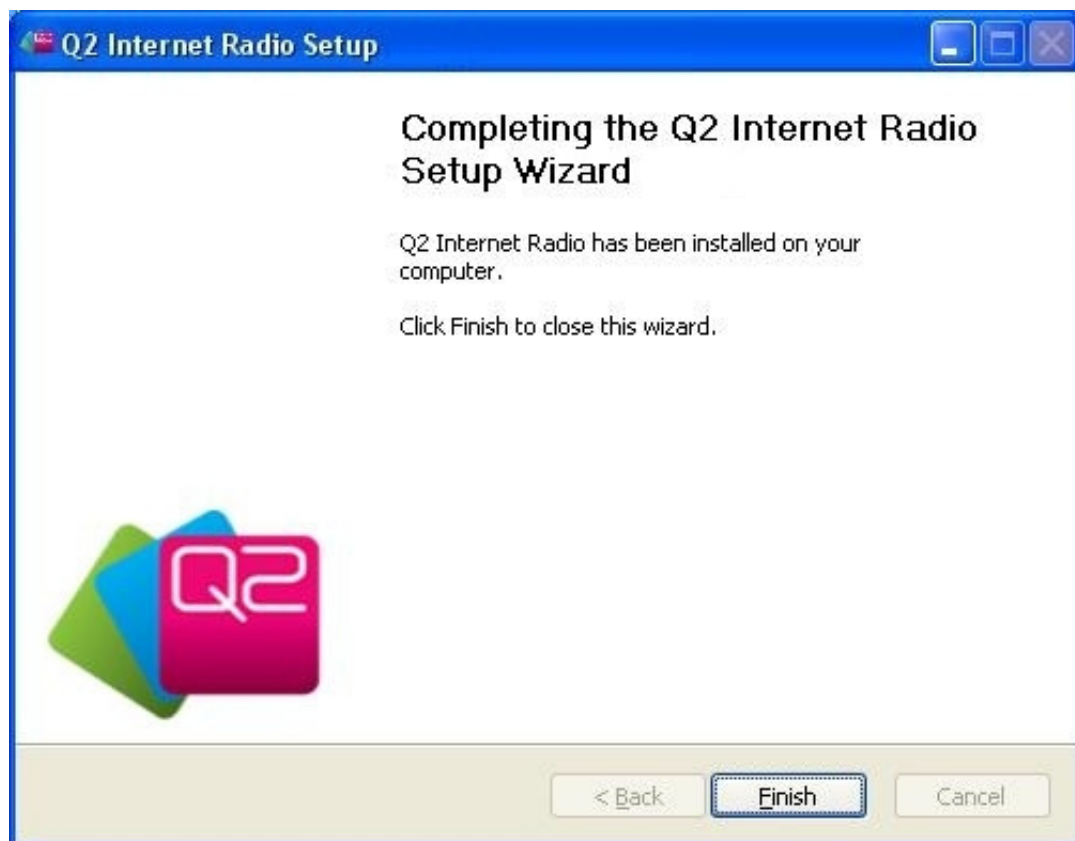 Q2 Internet Radio Setup
Completing the Q2 Internet Radio
Setup Wizard
Q2 Internet Radio has been installed on your
computer.
Click Finish to close this wizard.
Q2
< Back
Finish
Cancel